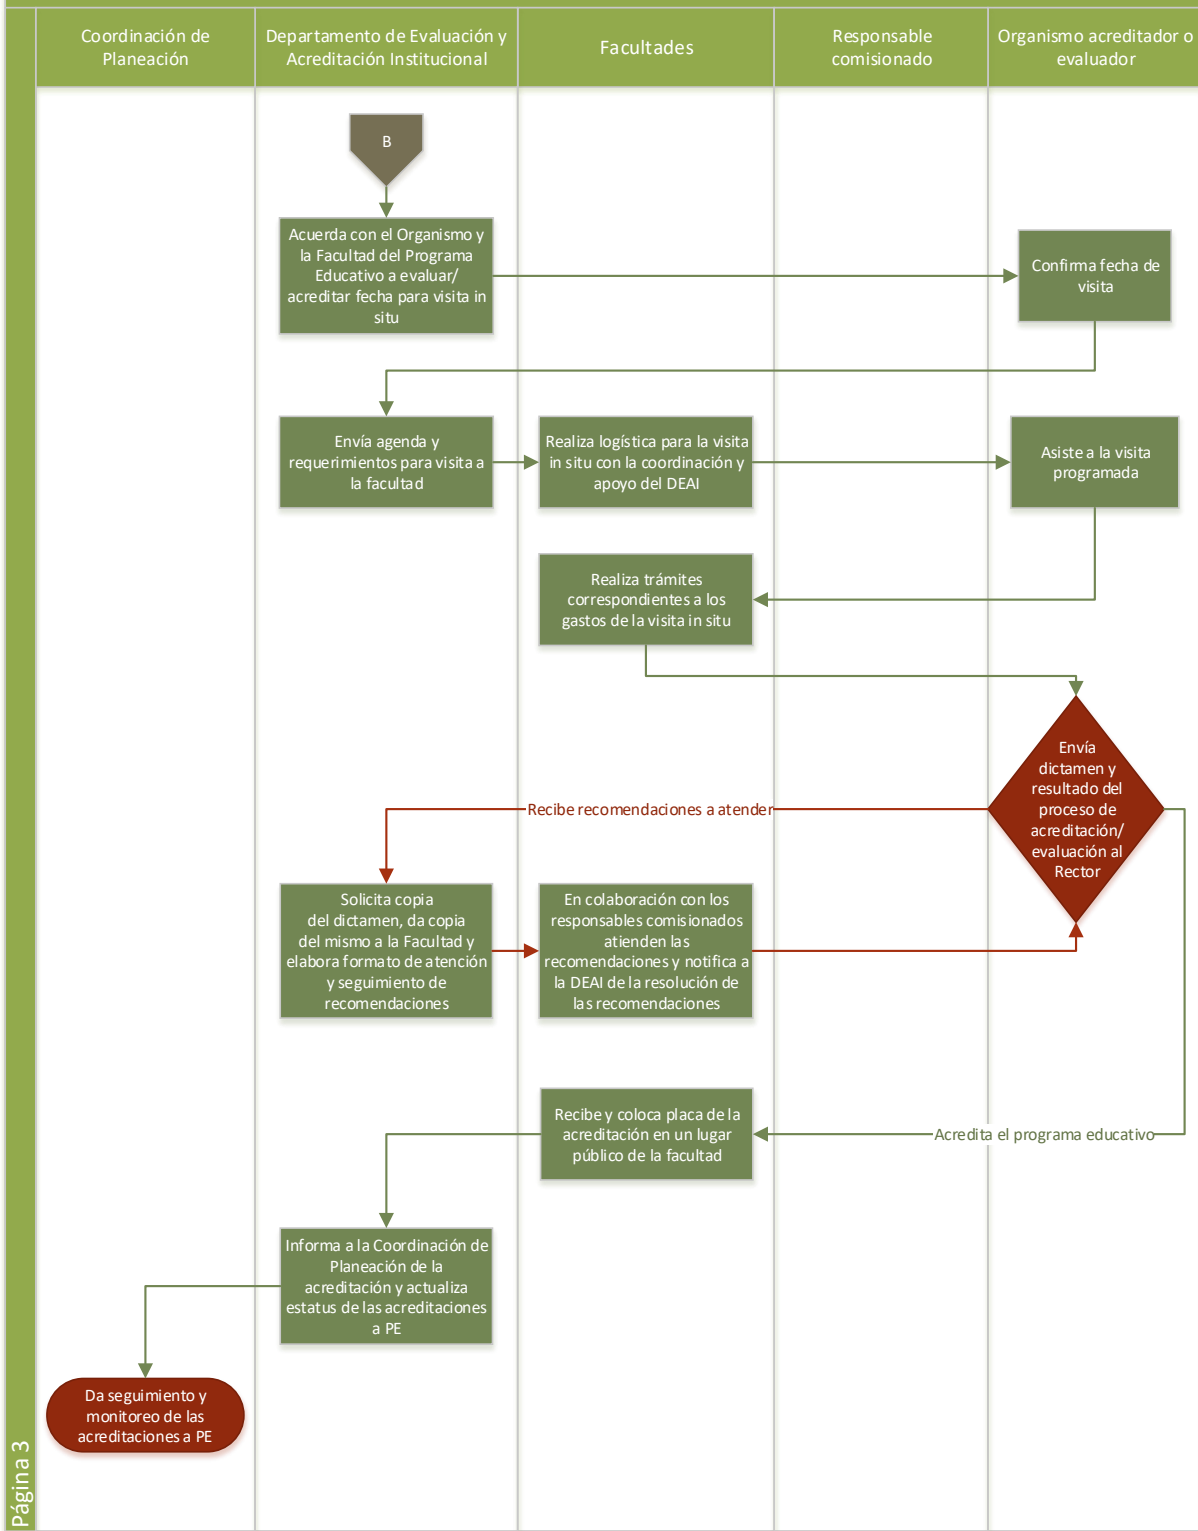 Coordinación de
Planeación
Departamento de Evaluación y
Acreditación Institucional
Facultades
Responsable
comisionado
Organismo acreditador o
evaluador
B
Acuerda con el Organismo y
la Facultad del Programa
Educativo a evaluar/
acreditar fecha para visita in
situ
Confirma fecha de
visita
Envía agenda y
requerimientos para visita a
la facultad
Realiza logística para la visita
in situ con la coordinación y
apoyo del DEAI
Asiste a la visita
programada
Realiza trámites
correspondientes a los
gastos de la visita in situ
Envía
dictamen y
resultado del
proceso de
acreditación/
evaluación al
Rector
Recibe recomendaciones a atender
Solicita copia
del dictamen, da copia
del mismo a la Facultad y
elabora formato de atención
y seguimiento de
recomendaciones
En colaboración con los
responsables comisionados
atienden las
recomendaciones y notifica a
la DEAI de la resolución de
las recomendaciones
Recibe y coloca placa de la
acreditación en un lugar
público de la facultad
Acredita el programa educativo
Informa a la Coordinación de
Planeación de la
acreditación y actualiza
estatus de las acreditaciones
a PE
Da seguimiento y
monitoreo de las
acreditaciones a PE
Página 3